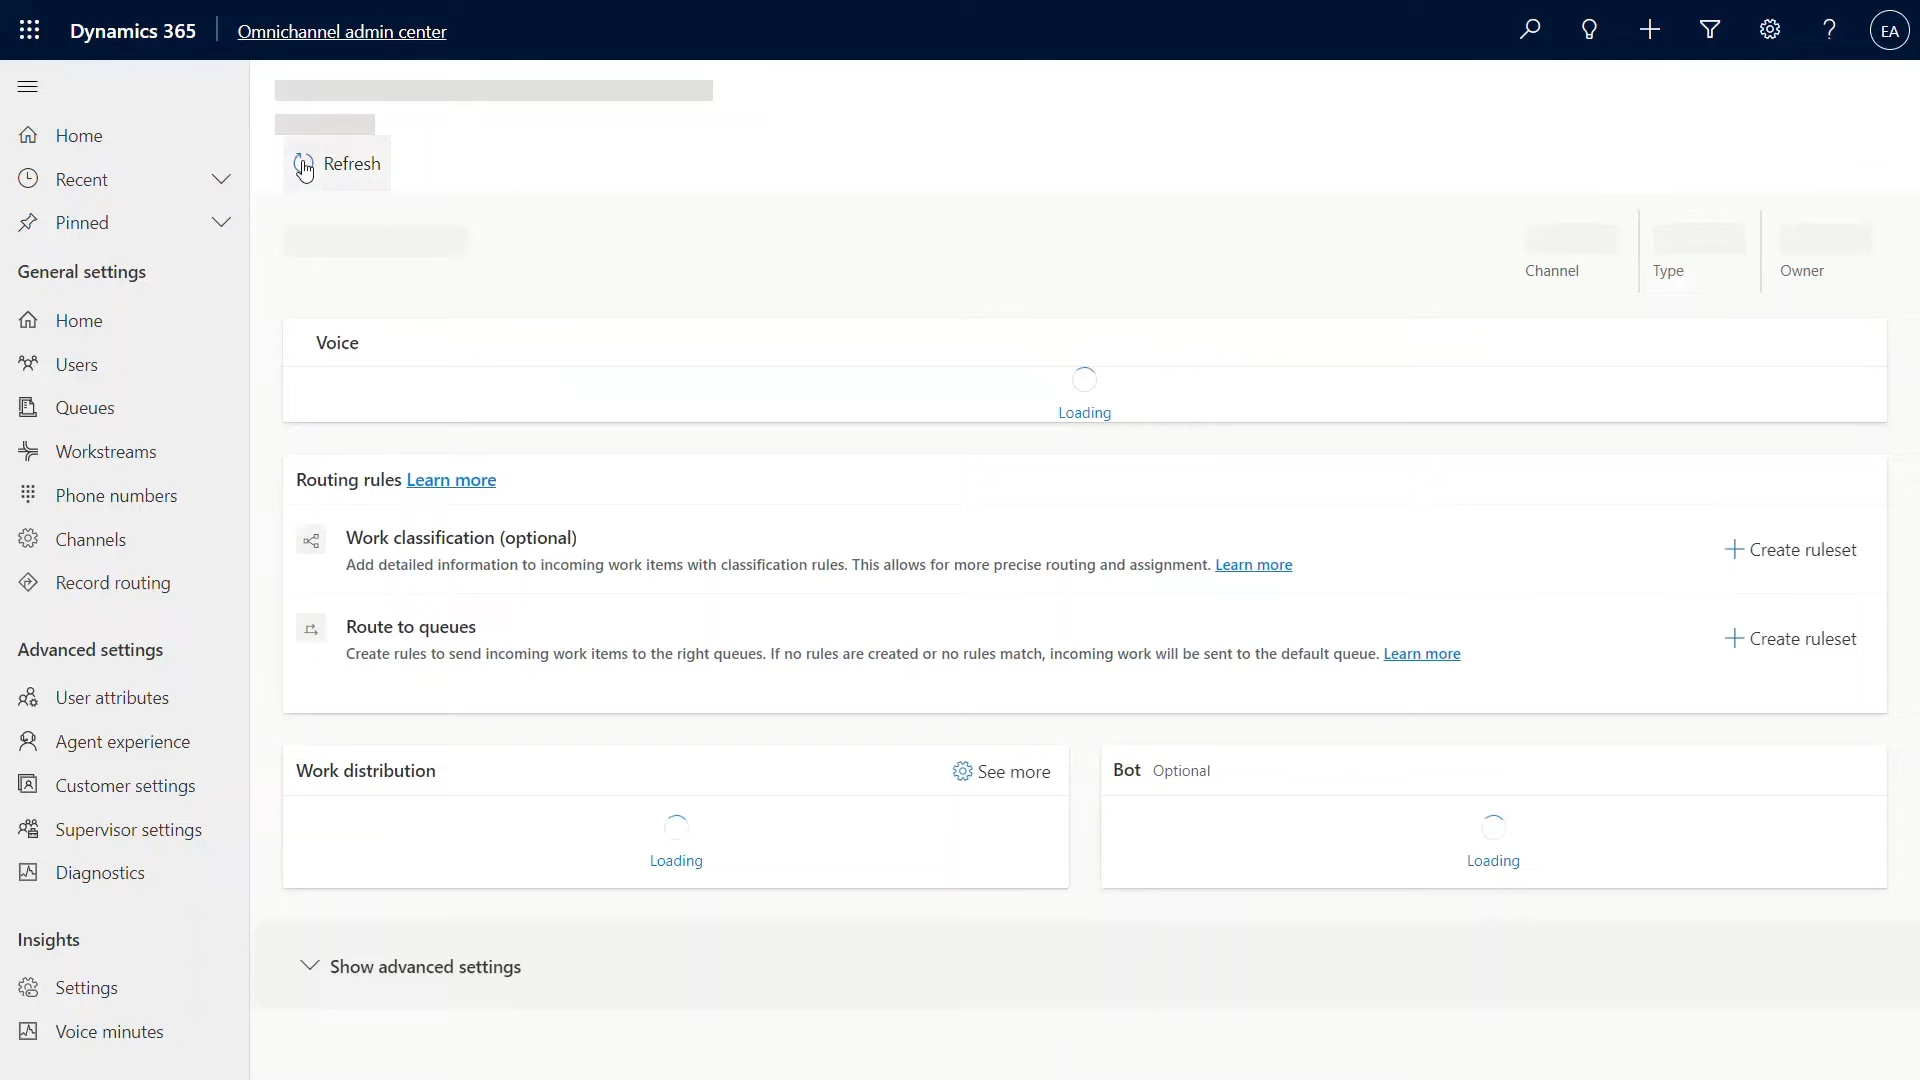 Dynamics 365
Omnichannel admin center
EA
Home
Recent
Pinned
General settings
Home
Users
Queues
Workstreams
Phone numbers
Channels
Record routing
Advanced settings
User attributes
Agent experience
Customer settings
Supervisor settings
Diagnostics
Insights
Settings
Voice minutes
Refresh
Channel
Type
Owner
Voice
Loading
Routing rules Learn more
Work classification (optional)
Add detailed information to incoming work items with classification rules. This allows for more precise routing and assignment. Learn more
Create ruleset
Route to queues
Create rules to send incoming work items to the right queues. If no rules are created or no rules match, incoming work will be sent to the default queue. Learn more
Create ruleset
Work distribution
See more
Loading
Bot Optional
Loading
Show advanced settings